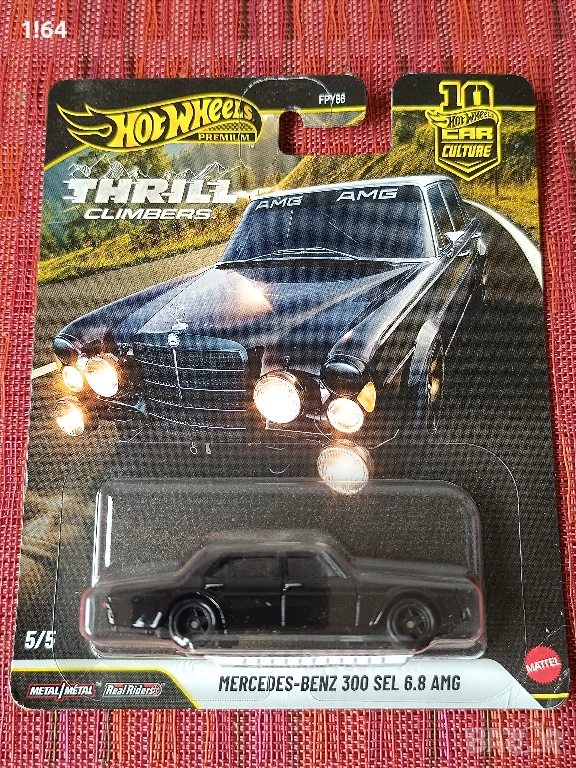 1!64
HOT WHEELS
PREMIUM
FPY86
10
Hot Wheels
CAR
CULTURE
THRILL
CLIMBERS
AMG AMG
5/5
METAL/METAL Real Riders
MERCEDES-BENZ 300 SEL 6.8 AMG
MATTEL